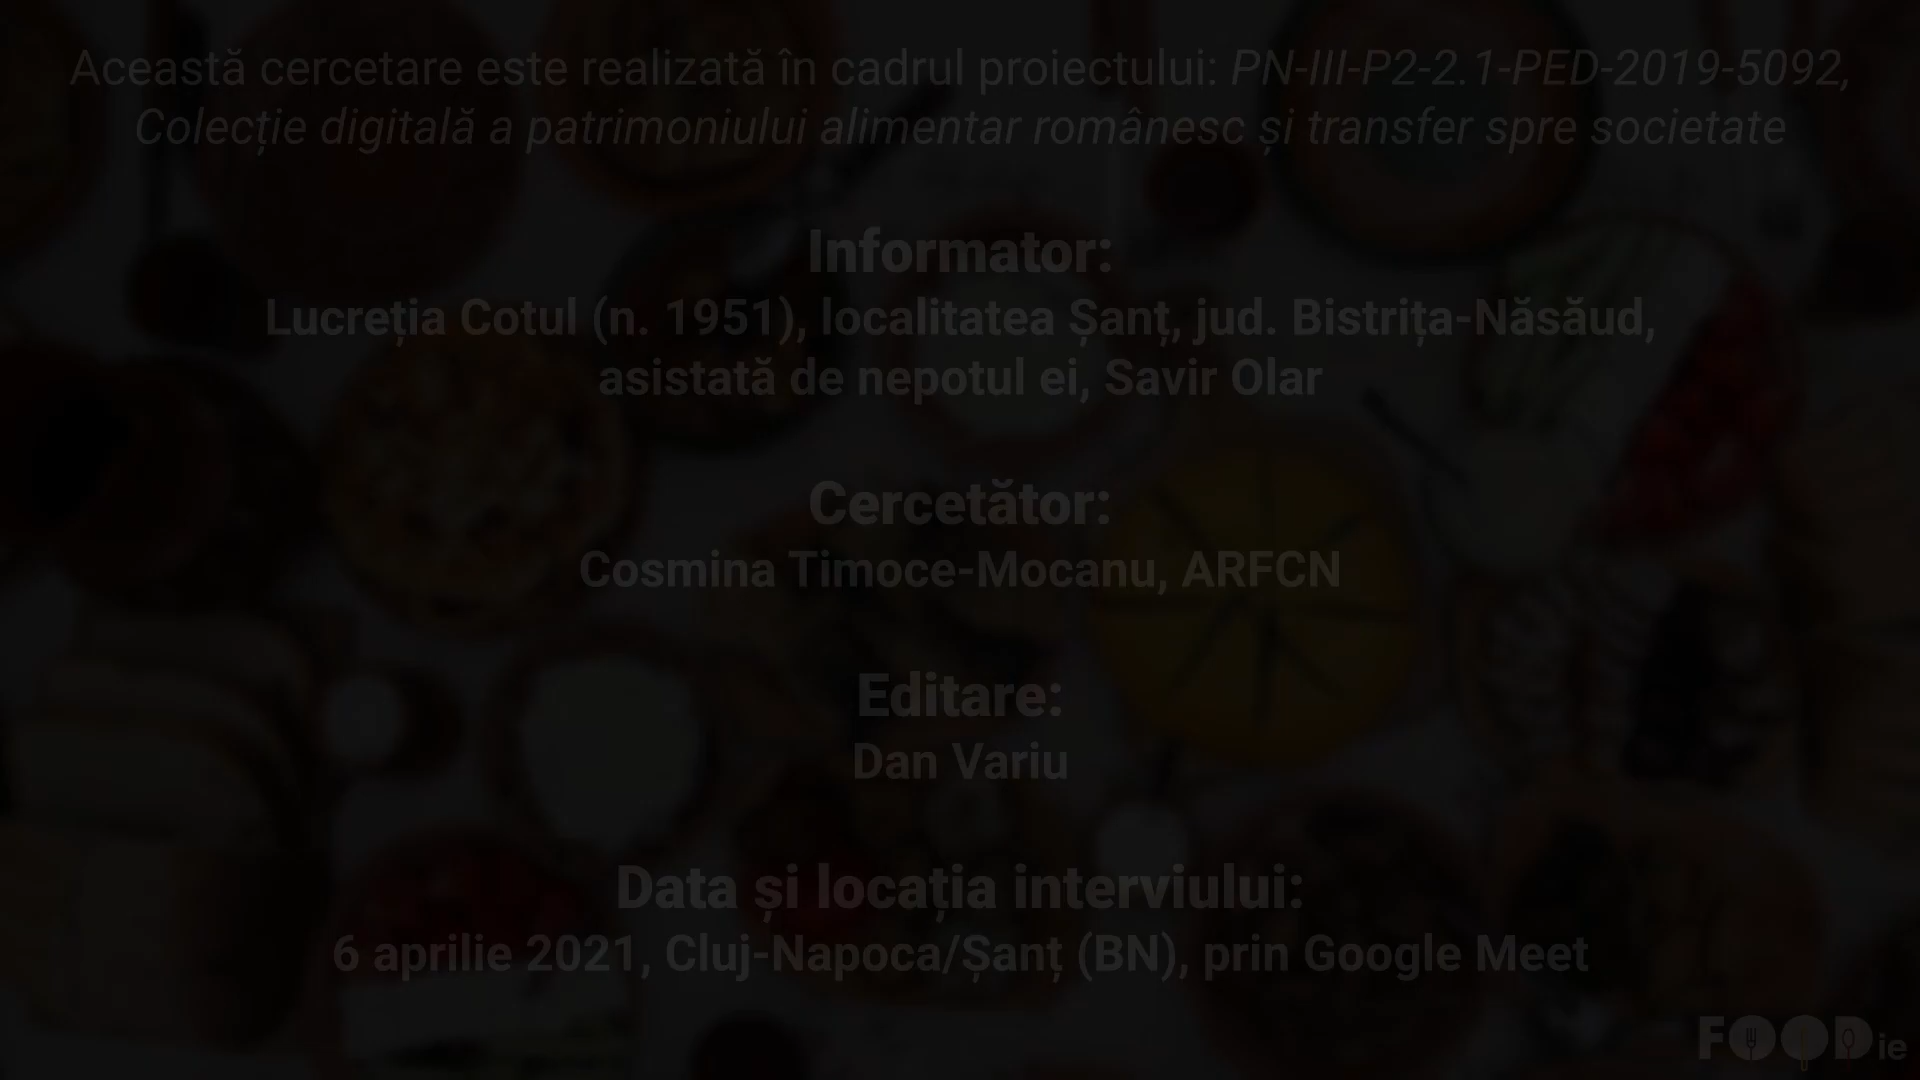 Această cercetare este realizată în cadrul proiectului: PN-III-P2-2.1-PED-2019-5092,
Colecție digitală a patrimoniului alimentar românesc și transfer spre societate
Informator:
Lucreția Cotul (n. 1951), localitatea Șanț, jud. Bistrița-Năsăud,
asistată de nepotul ei, Savir Olar
Cercetător:
Cosmina Timoce-Mocanu, ARFCN
Editare:
Dan Variu
Data și locația interviului:
6 aprilie 2021, Cluj-Napoca/Șanț (BN), prin Google Meet
FOODie